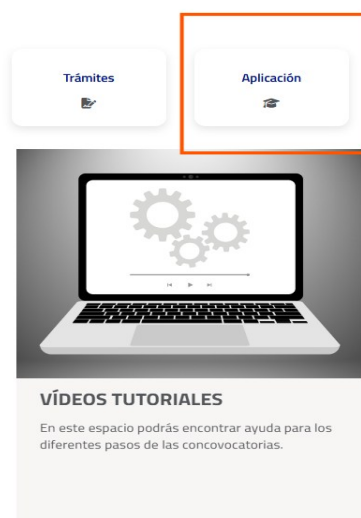 Trámites
Aplicación
VÍDEOS TUTORIALES
En este espacio podrás encontrar ayuda para los
diferentes pasos de las concovocatorias.